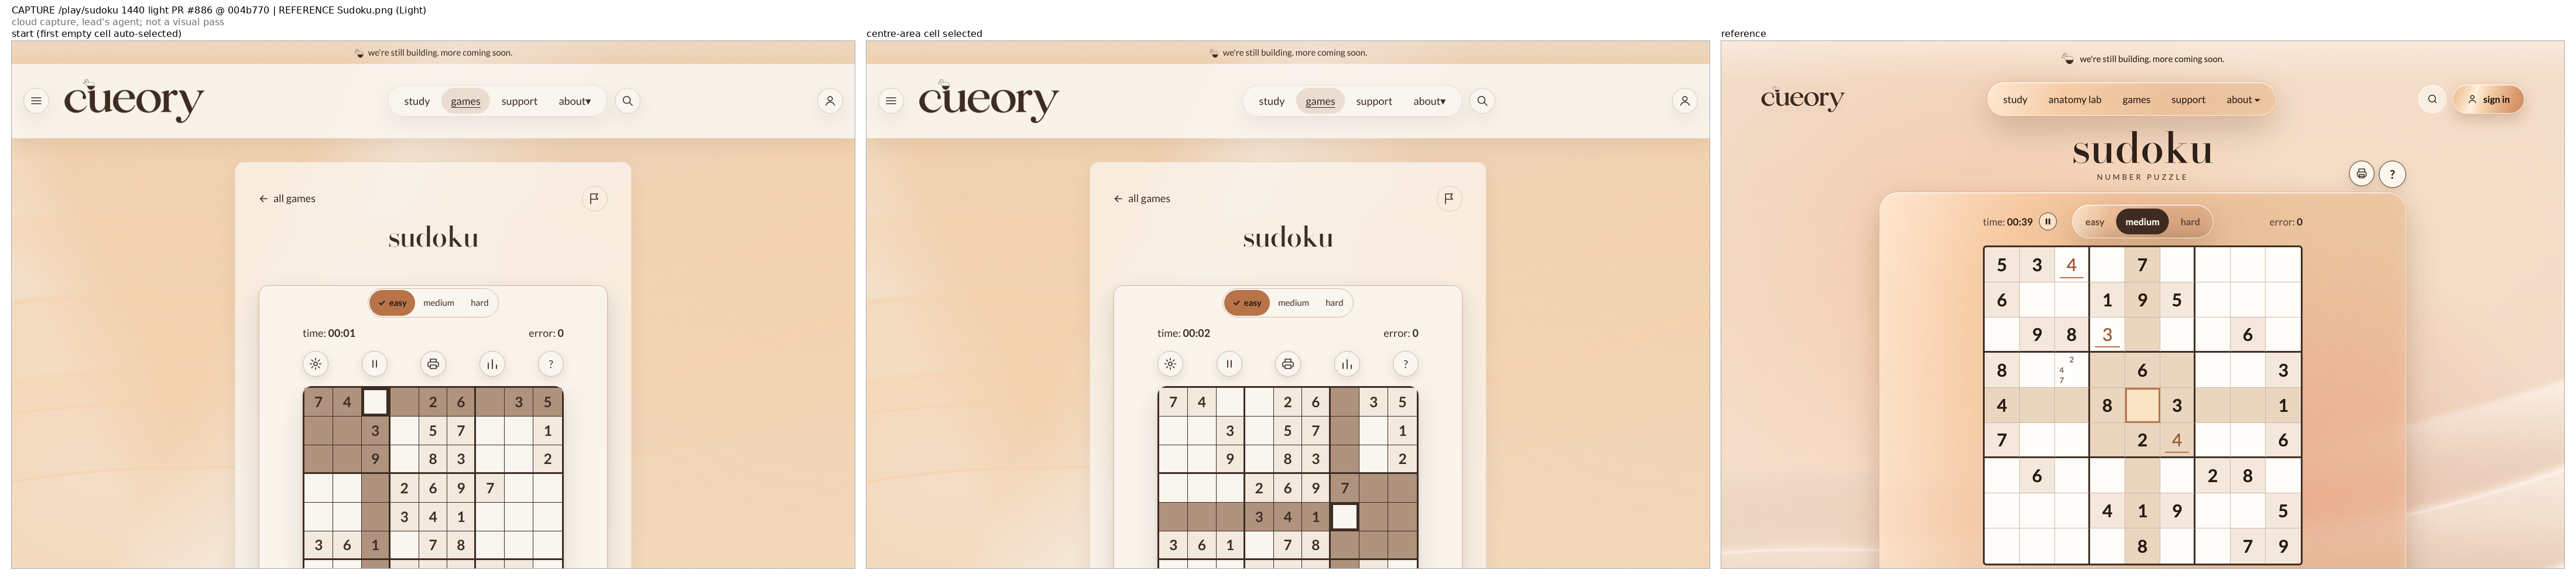 CAPTURE /play/sudoku 1440 light PR #886 @ 004b770 | REFERENCE Sudoku.png (Light)
cloud capture, lead's agent; not a visual pass
start (first empty cell auto-selected)
we're still building. more coming soon.
cueory
study games support about▾
← all games
sudoku
✓ easy medium hard
time: 00:01 error: 0
?
7 4 2 6 3 5
3 5 7 1
9 8 3 2
2 6 9 7
3 4 1
3 6 1 7 8
centre-area cell selected
we're still building. more coming soon.
cueory
study games support about▾
← all games
sudoku
✓ easy medium hard
time: 00:02 error: 0
?
7 4 2 6 3 5
3 5 7 1
9 8 3 2
2 6 9 7
3 4 1
3 6 1 7 8
reference
we're still building. more coming soon.
cueory
study anatomy lab games support about sign in
sudoku
NUMBER PUZZLE
?
time: 00:39 easy medium hard error: 0
5 3 4 7
6 1 9 5
9 8 3 6
8 2 4 7 6 3
4 8 3 1
7 2 4 6
6 2 8
4 1 9 5
8 7 9